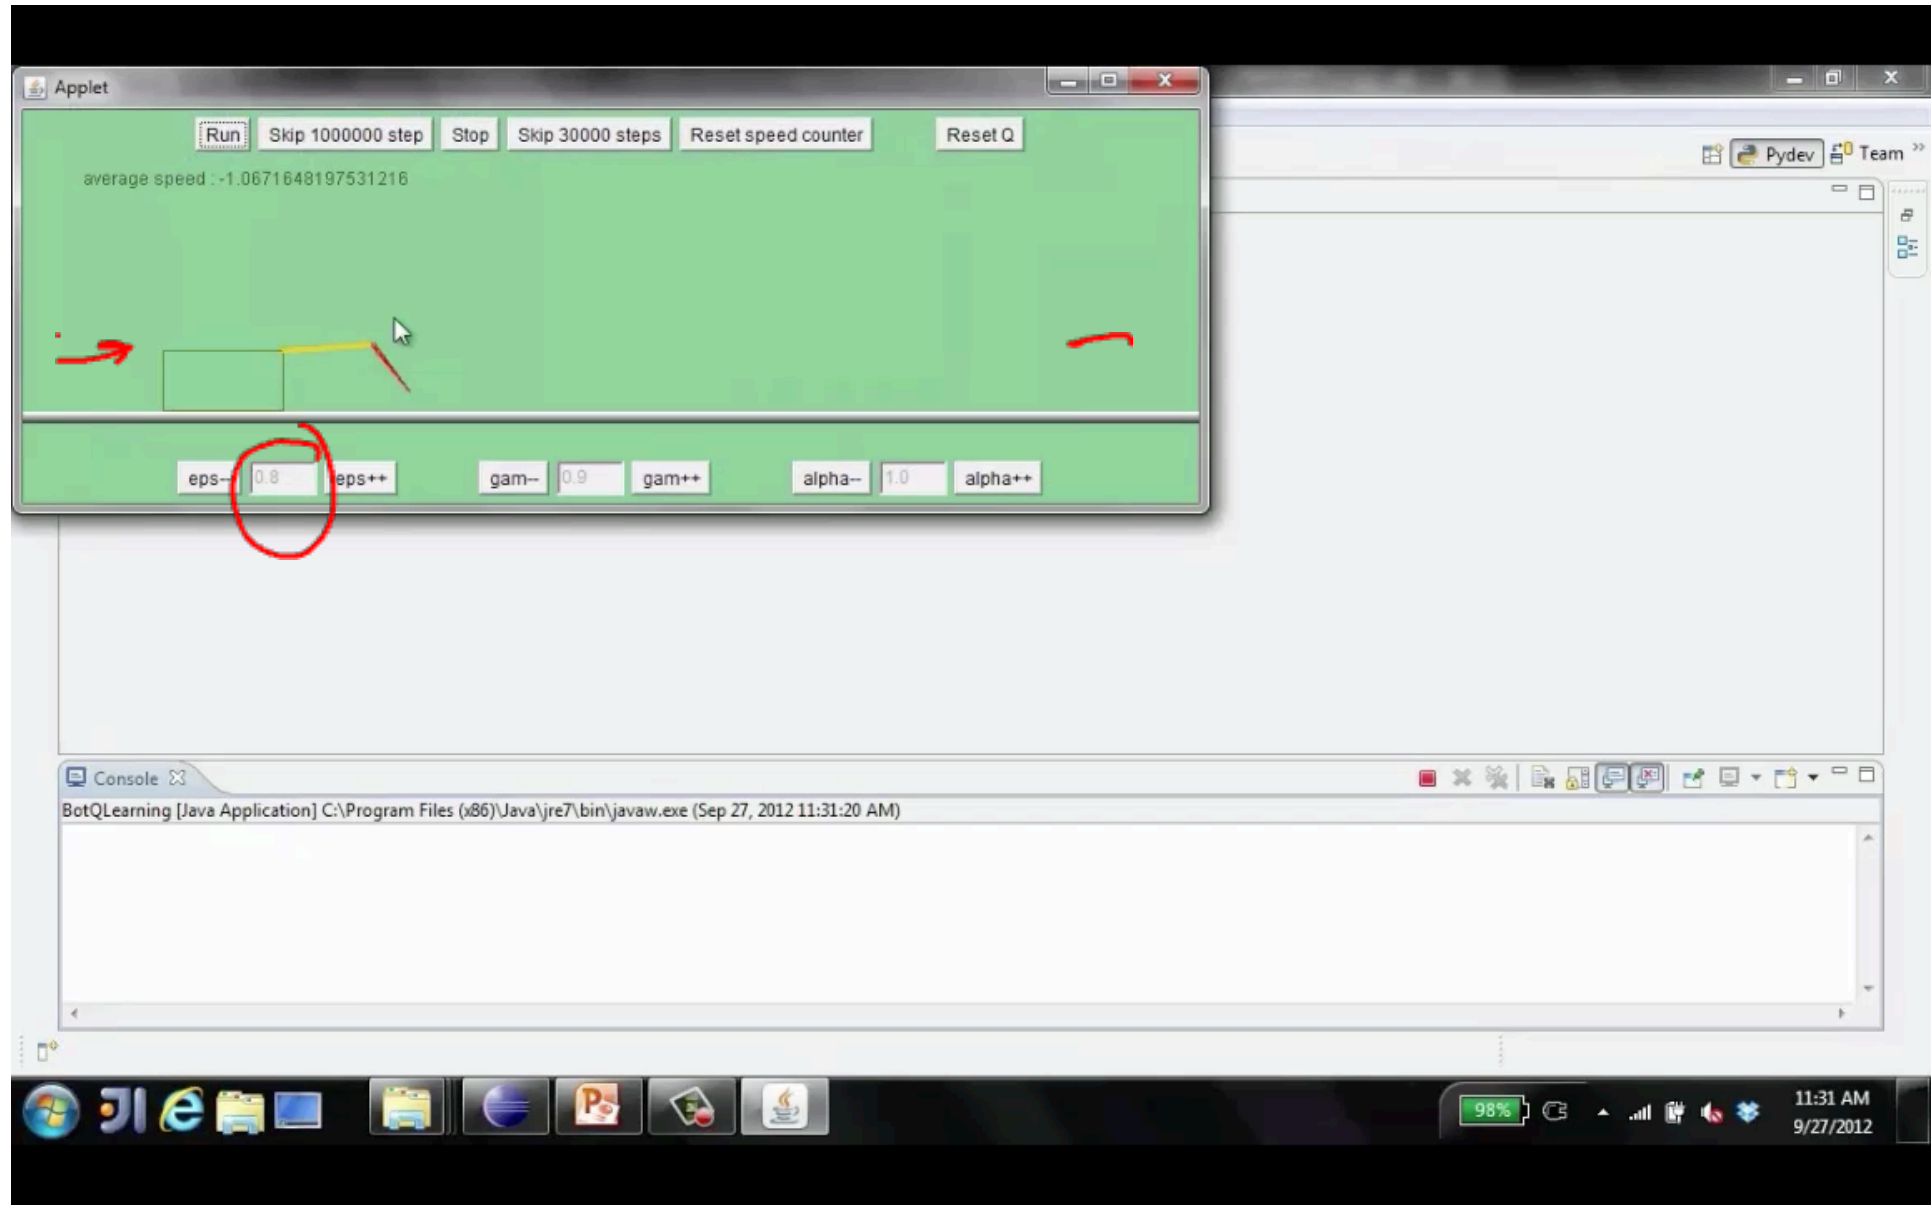 Applet
Run Skip 1000000 step Stop Skip 30000 steps Reset speed counter Reset Q
Pydev Team
average speed : -1.0671648197531216
eps-- 0.8 eps++ gam-- 0.9 gam++ alpha-- 1.0 alpha++
Console
BotQLearning [Java Application] C:\Program Files (x86)\Java\jre7\bin\javaw.exe (Sep 27, 2012 11:31:20 AM)
98%
11:31 AM
9/27/2012